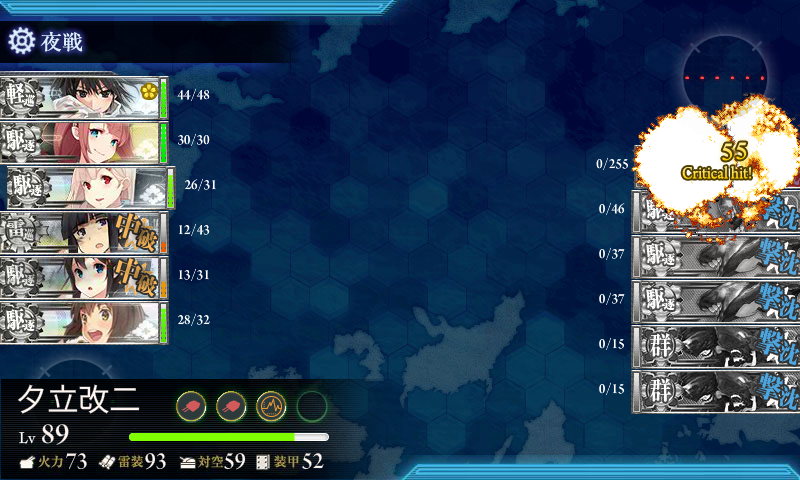 夜戦
軽巡
44/48
駆逐
30/30
駆逐
26/31
雷巡
中破
12/43
駆逐
中破
13/31
駆逐
28/32
55
Critical hit!
0/255
0/46
駆逐
撃沈
0/37
駆逐
撃沈
0/37
駆逐
撃沈
0/15
群
撃沈
0/15
群
撃沈
夕立改二
Lv 89
火力73 雷装93 対空59 装甲52